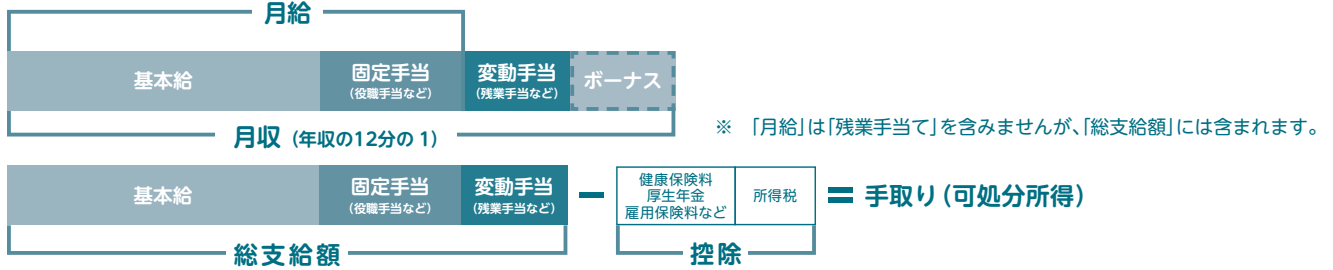 月給
基本給
固定手当
(役職手当など)
変動手当
(残業手当など)
ボーナス
月収 (年収の12分の1)
※ 「月給」は「残業手当て」を含みませんが、「総支給額」には含まれます。
基本給
固定手当
(役職手当など)
変動手当
(残業手当など)
−
健康保険料
厚生年金
雇用保険料など
所得税
= 手取り(可処分所得)
総支給額
控除